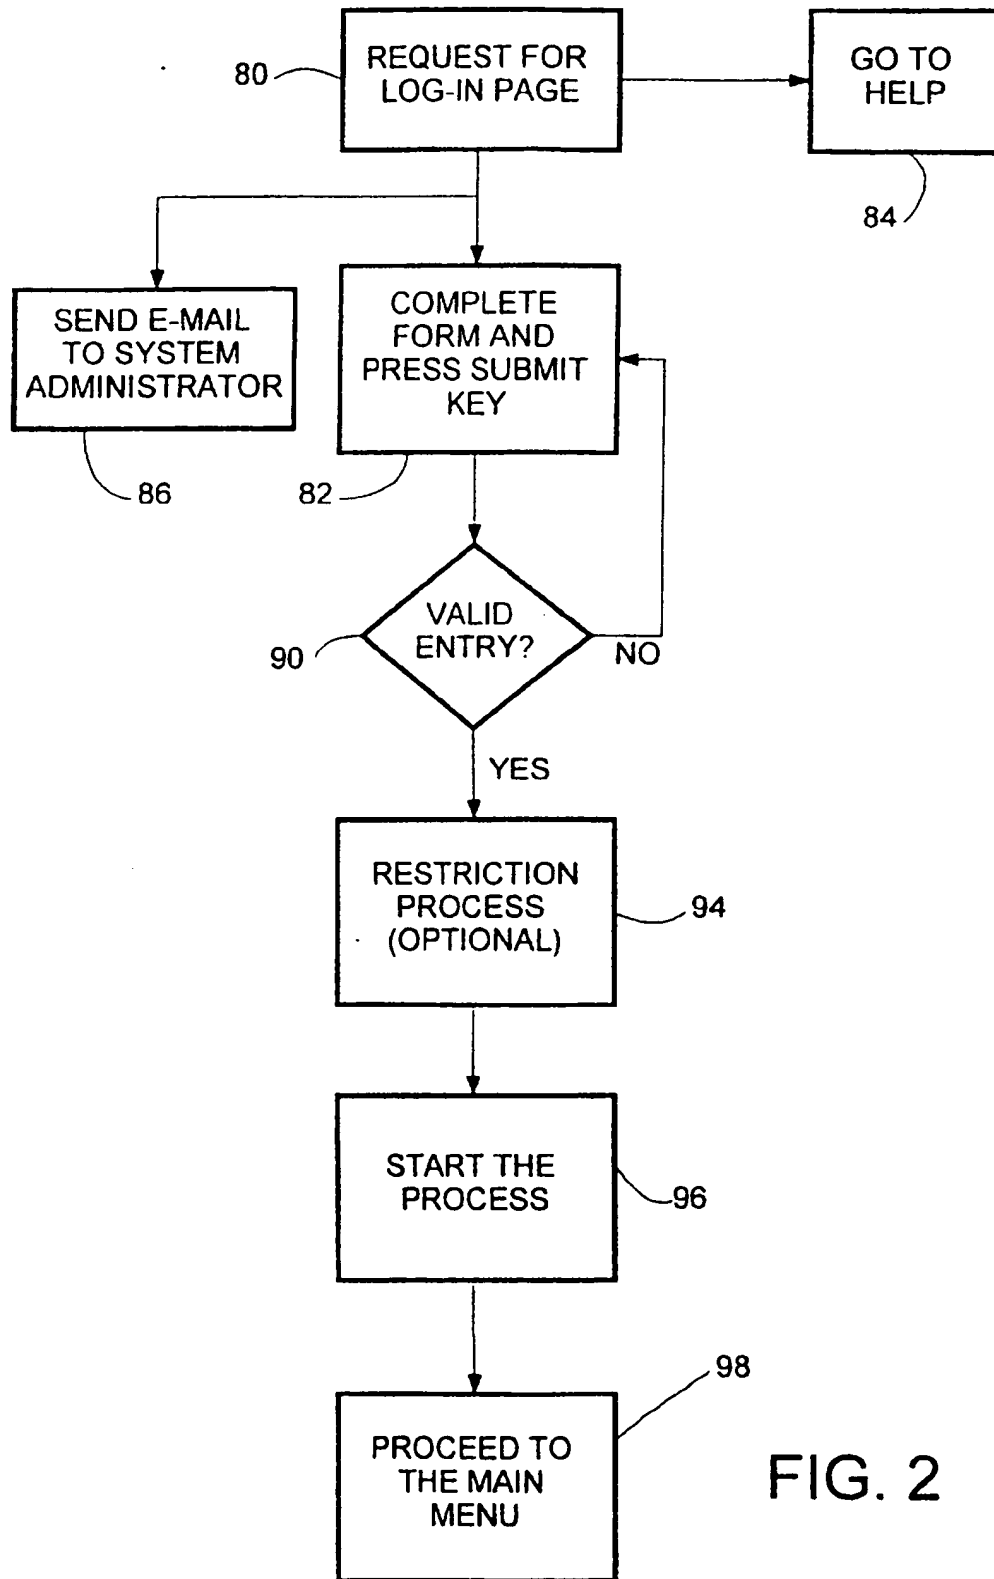 REQUEST FOR
LOG-IN PAGE
80
GO TO
HELP
84
SEND E-MAIL
TO SYSTEM
ADMINISTRATOR
86
COMPLETE
FORM AND
PRESS SUBMIT
KEY
82
VALID
ENTRY?
90
NO
YES
RESTRICTION
PROCESS
(OPTIONAL)
94
START THE
PROCESS
96
98
PROCEED TO
THE MAIN
MENU
FIG. 2